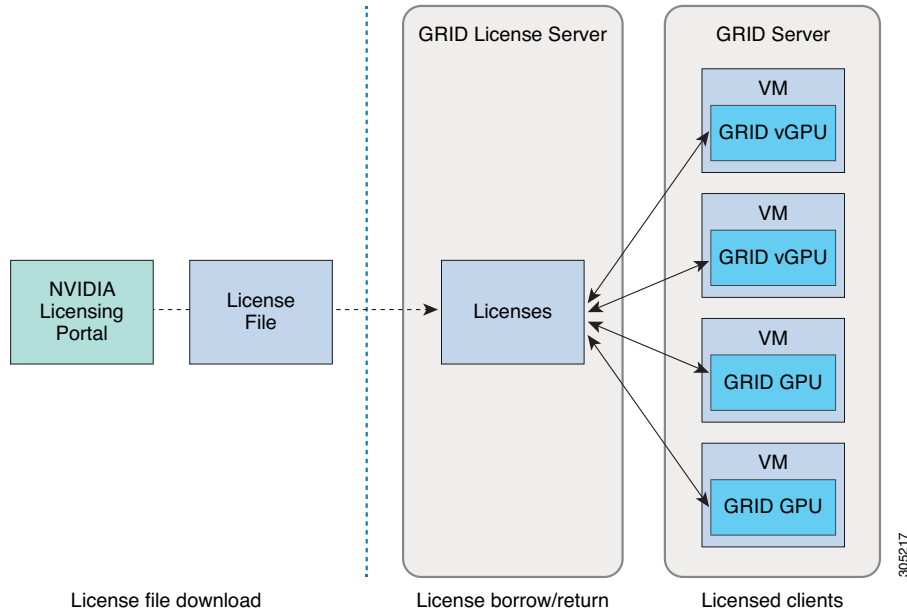 GRID License Server
GRID Server
VM
GRID vGPU
VM
GRID vGPU
NVIDIA
Licensing
Portal
License
File
Licenses
VM
GRID GPU
VM
GRID GPU
305217
License file download
License borrow/return
Licensed clients